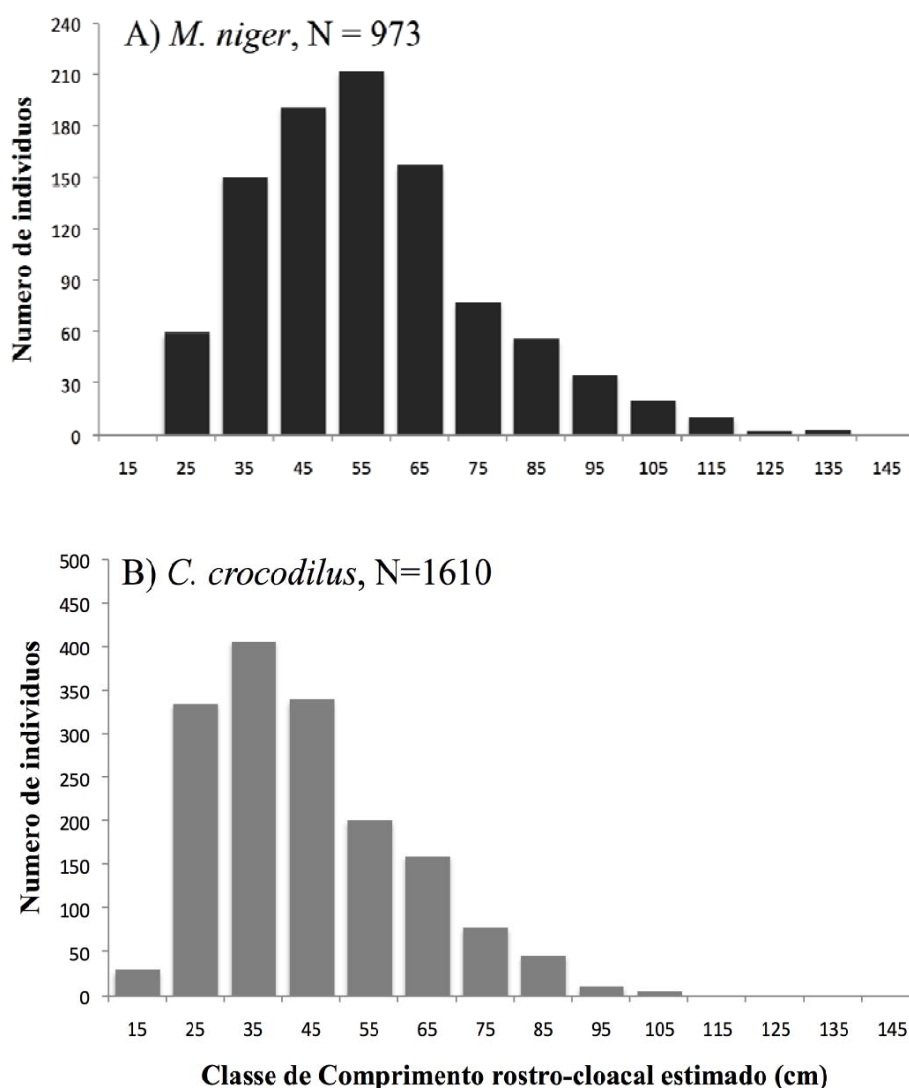 A) M. niger, N = 973
Numero de individuos
240
210
180
150
120
90
60
30
0
15 25 35 45 55 65 75 85 95 105 115 125 135 145
B) C. crocodilus, N=1610
Numero de individuos
500
450
400
350
300
250
200
150
100
50
0
15 25 35 45 55 65 75 85 95 105 115 125 135 145
Classe de Comprimento rostro-cloacal estimado (cm)